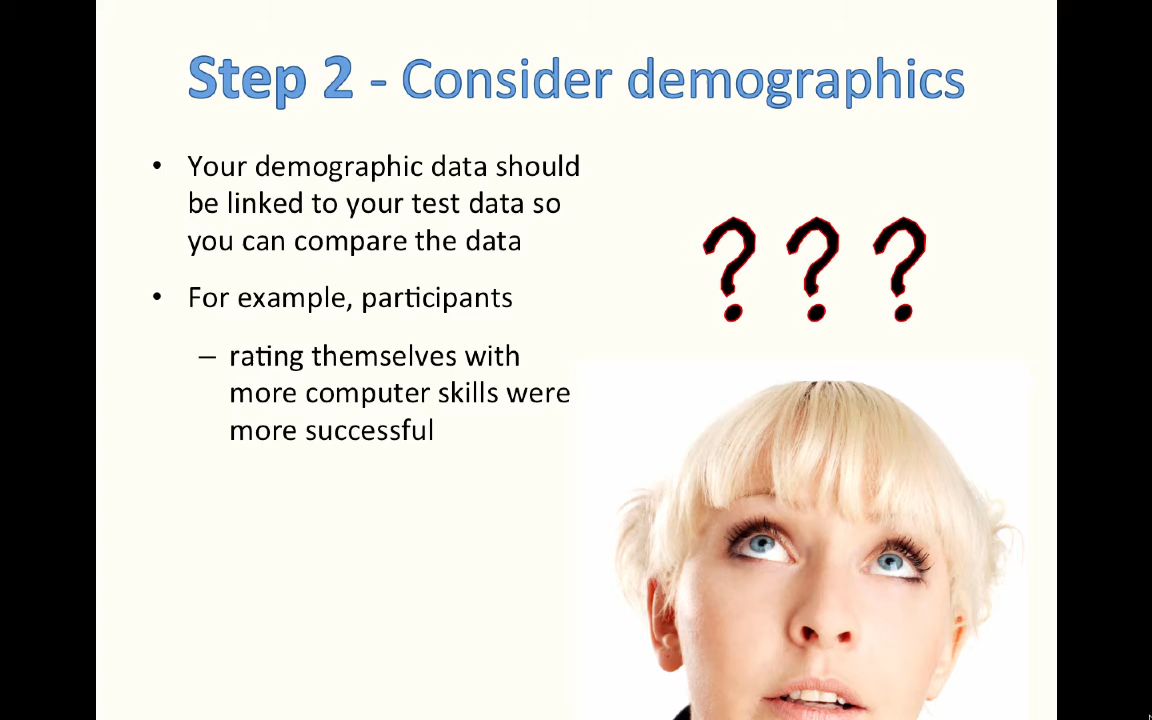 Step 2 - Consider demographics
• Your demographic data should
be linked to your test data so
you can compare the data
• For example, participants
– rating themselves with
more computer skills were
more successful
? ? ?